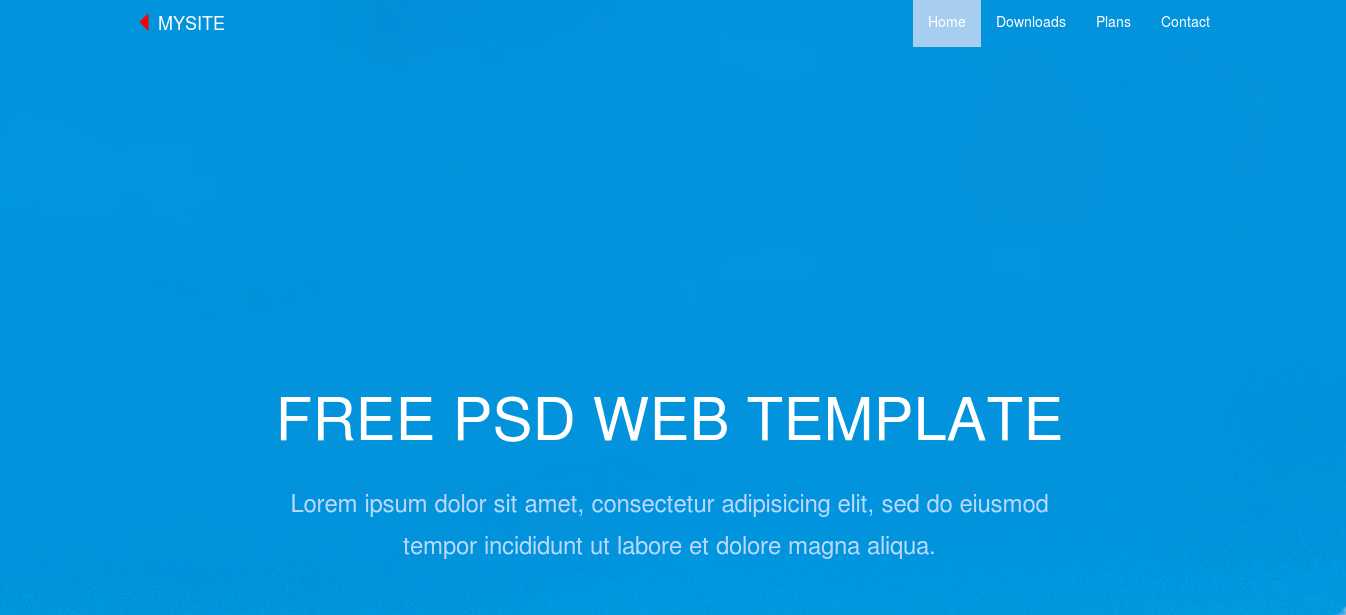 MYSITE
Home Downloads Plans Contact
FREE PSD WEB TEMPLATE
Lorem ipsum dolor sit amet, consectetur adipisicing elit, sed do eiusmod
tempor incididunt ut labore et dolore magna aliqua.